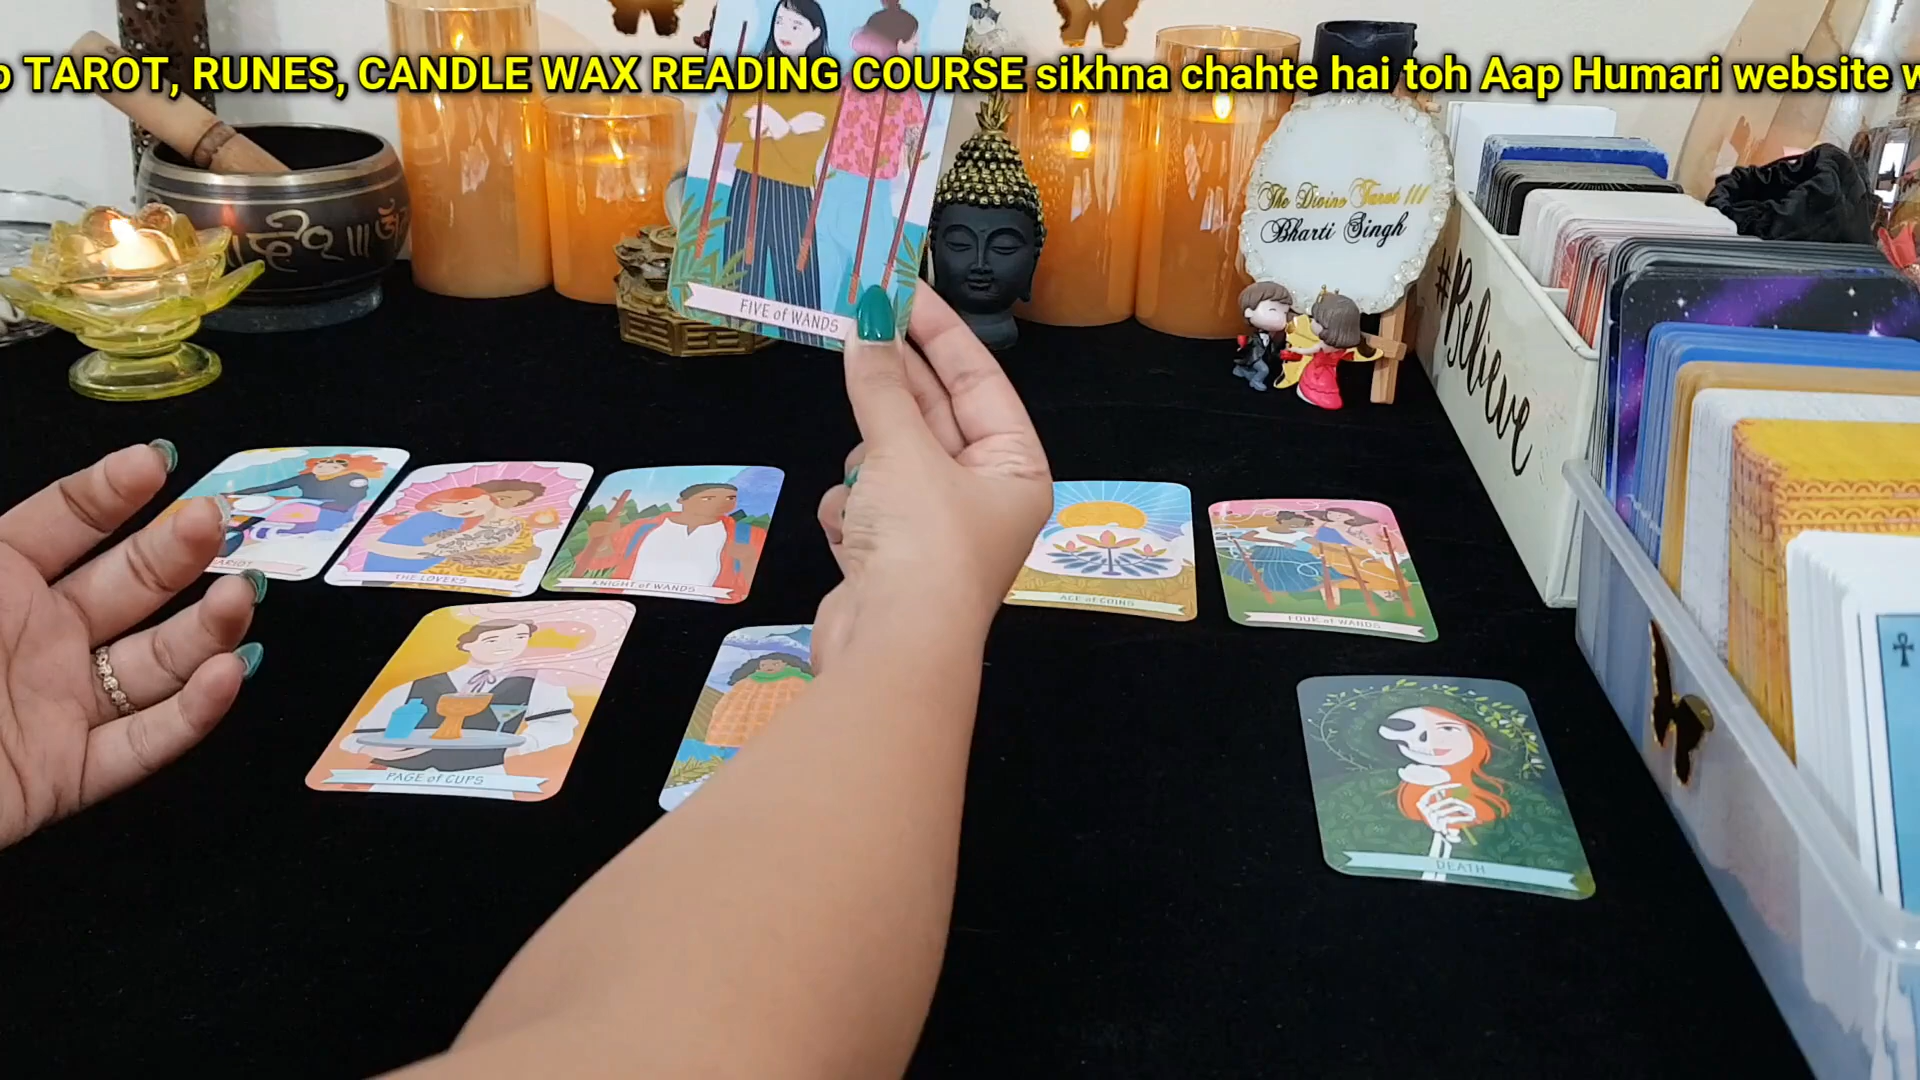 TAROT, RUNES, CANDLE WAX READING COURSE sikhna chahte hai toh Aap Humari website
The Divine Tarot 111
Bharti Singh
#Believe
FIVE of WANDS
THE LOVERS
KNIGHT of WANDS
ACE of COINS
FOUR of WANDS
PAGE of CUPS
DEATH